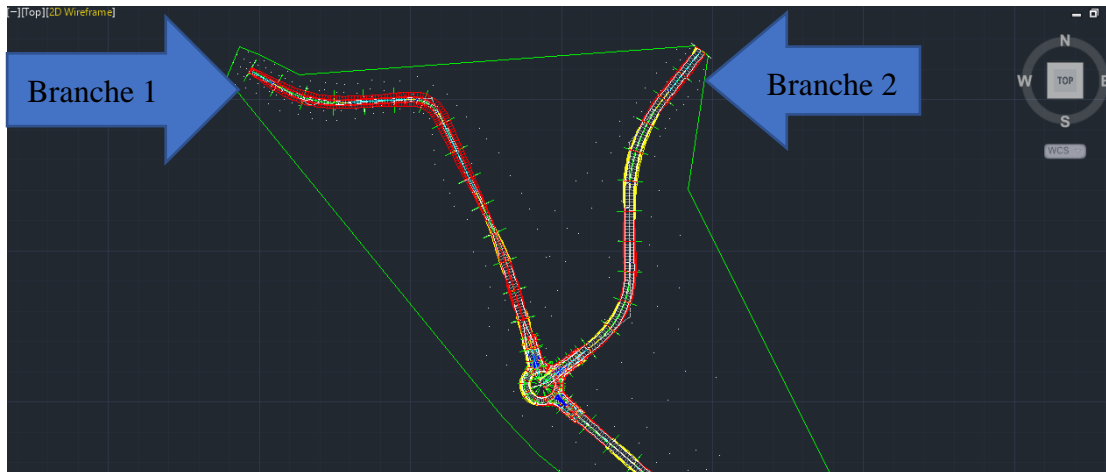 [−][Top][2D Wireframe]
Branche 1
Branche 2
N
W
TOP
E
S
WCS